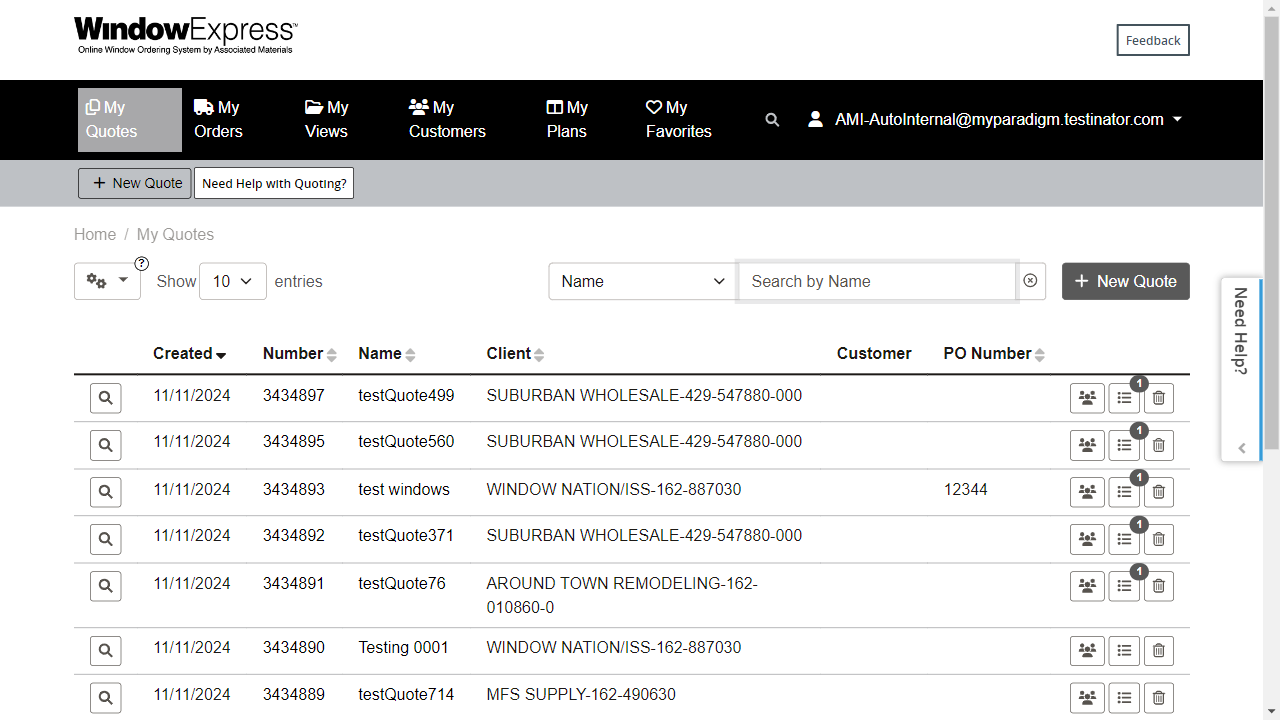 WindowExpress™
Online Window Ordering System by Associated Materials
Feedback
My Quotes
My Orders
My Views
My Customers
My Plans
My Favorites
AMI-AutoInternal@myparadigm.testinator.com
+ New Quote
Need Help with Quoting?
Home / My Quotes
? Show 10 entries
Name
Search by Name
+ New Quote
Need Help?
Created Number Name Client Customer PO Number
11/11/2024 3434897 testQuote499 SUBURBAN WHOLESALE-429-547880-000 1
11/11/2024 3434895 testQuote560 SUBURBAN WHOLESALE-429-547880-000 1
11/11/2024 3434893 test windows WINDOW NATION/ISS-162-887030 12344 1
11/11/2024 3434892 testQuote371 SUBURBAN WHOLESALE-429-547880-000 1
11/11/2024 3434891 testQuote76 AROUND TOWN REMODELING-162- 1
010860-0
11/11/2024 3434890 Testing 0001 WINDOW NATION/ISS-162-887030
11/11/2024 3434889 testQuote714 MFS SUPPLY-162-490630